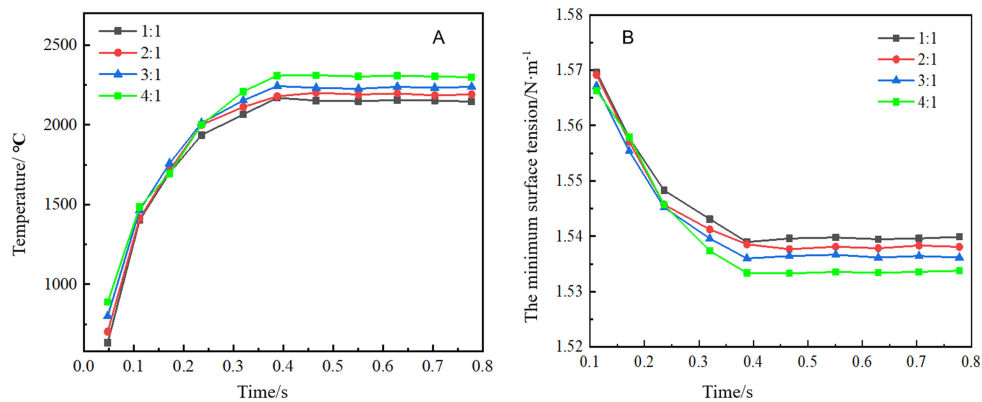 A
1:1
2:1
3:1
4:1
2500
2000
1500
1000
Temperature/ ℃
0.0 0.1 0.2 0.3 0.4 0.5 0.6 0.7 0.8
Time/s
B
1:1
2:1
3:1
4:1
1.58
1.57
1.56
1.55
1.54
1.53
1.52
The minimum surface tension/N·m⁻¹
0.1 0.2 0.3 0.4 0.5 0.6 0.7 0.8
Time/s